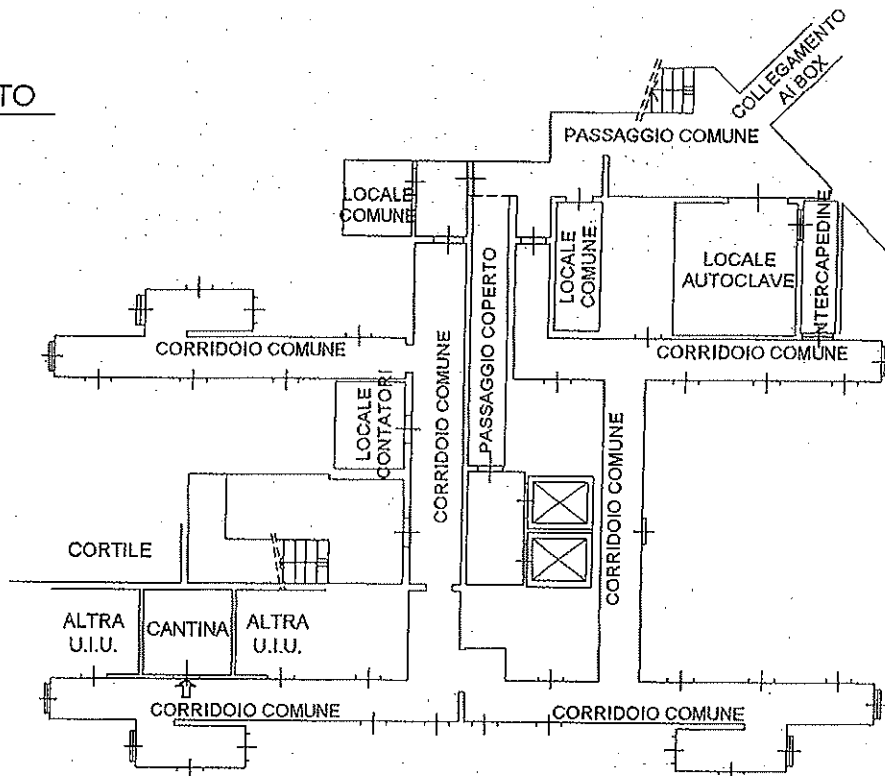 TO
COLLEGAMENTO
AI BOX
PASSAGGIO COMUNE
LOCALE
COMUNE
LOCALE
COMUNE
LOCALE
AUTOCLAVE
INTERCAPEDINE
PASSAGGIO COPERTO
CORRIDOIO COMUNE
CORRIDOIO COMUNE
CORRIDOIO COMUNE
LOCALE
CONTATORI
CORRIDOIO COMUNE
CORTILE
ALTRA
U.I.U.
CANTINA
ALTRA
U.I.U.
CORRIDOIO COMUNE
CORRIDOIO COMUNE